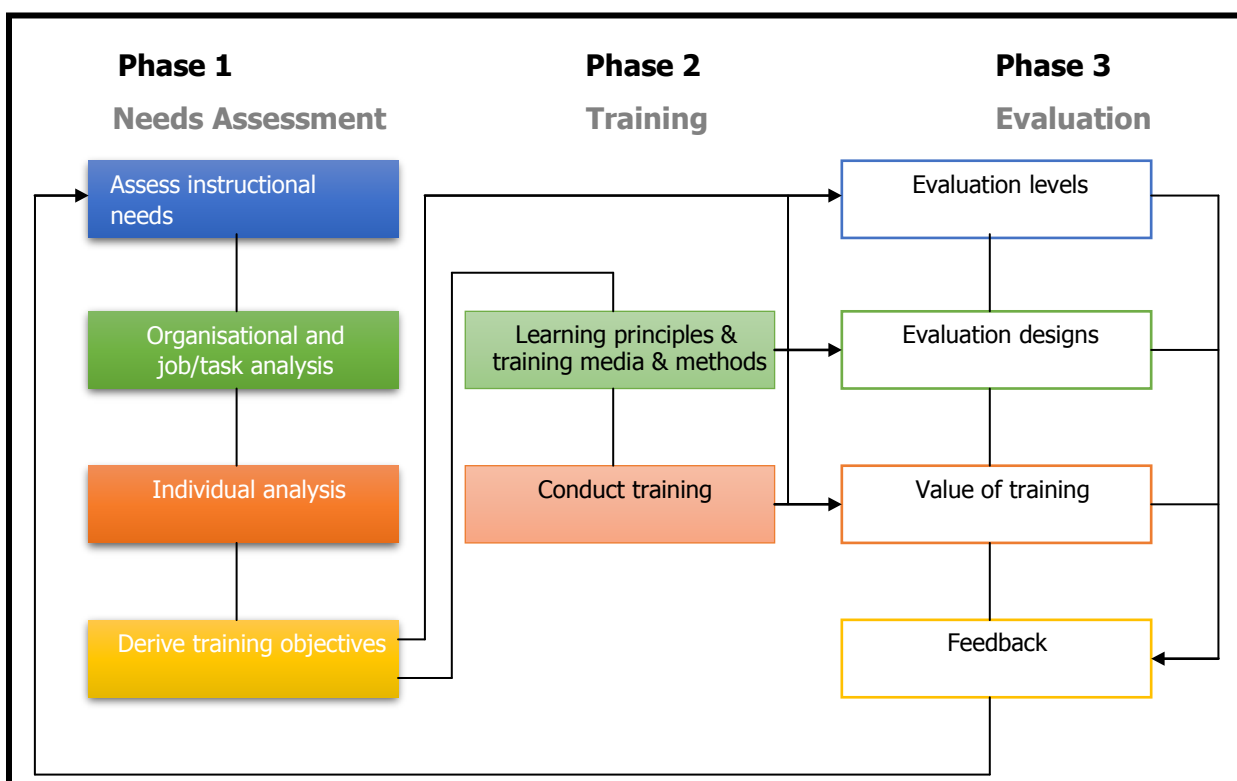 Phase 1
Phase 2
Phase 3
Needs Assessment
Training
Evaluation
Assess instructional
needs
Evaluation levels
Organisational and
job/task analysis
Learning principles &
training media & methods
Evaluation designs
Individual analysis
Conduct training
Value of training
Derive training objectives
Feedback